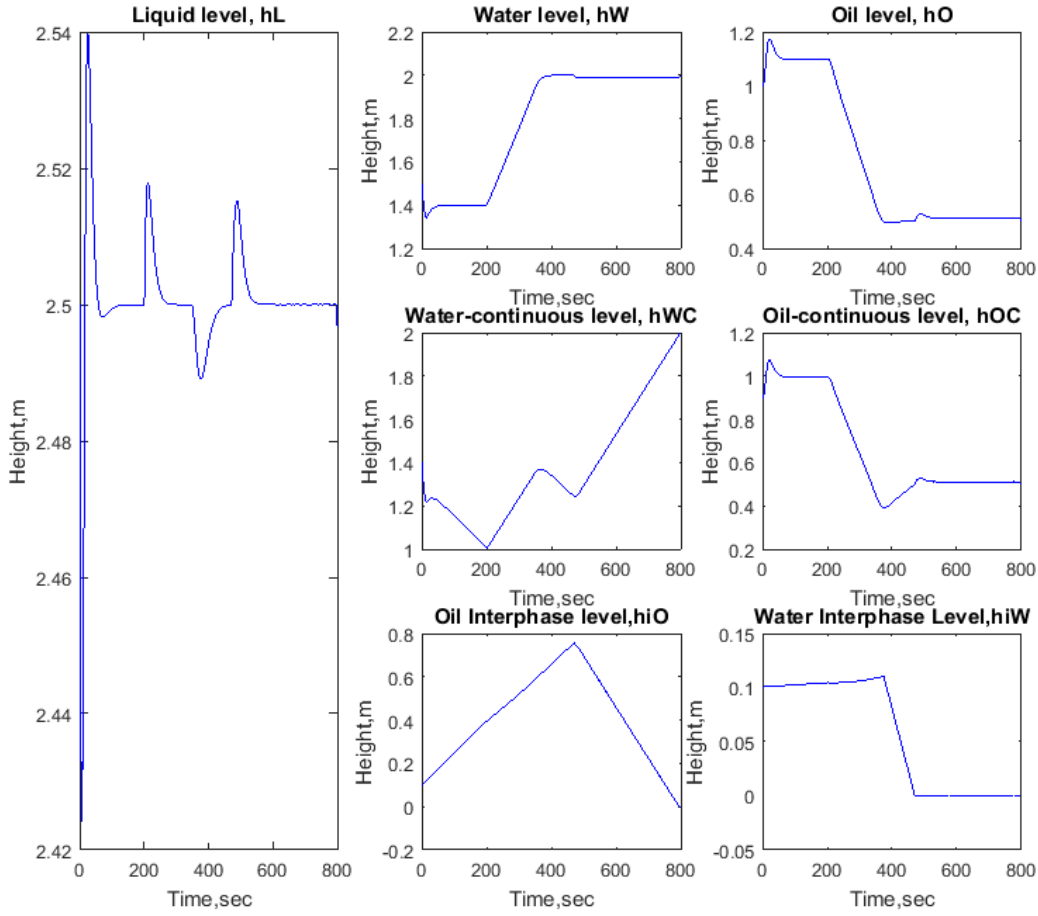 Liquid level, hL
2.54
2.52
2.5
2.48
2.46
2.44
2.42
Height,m
0 200 400 600 800
Time,sec
Water level, hW
2.2
2
1.8
1.6
1.4
1.2
Height,m
0 200 400 600 800
Time,sec
Oil level, hO
1.2
1
0.8
0.6
0.4
Height,m
0 200 400 600 800
Time,sec
Water-continuous level, hWC
2
1.8
1.6
1.4
1.2
1
Height,m
0 200 400 600 800
Time,sec
Oil-continuous level, hOC
1.2
1
0.8
0.6
0.4
0.2
Height,m
0 200 400 600 800
Time,sec
Oil Interphase level,hiO
0.8
0.6
0.4
0.2
0
-0.2
Height,m
0 200 400 600 800
Time,sec
Water Interphase Level,hiW
0.15
0.1
0.05
0
-0.05
Height,m
0 200 400 600 800
Time,sec